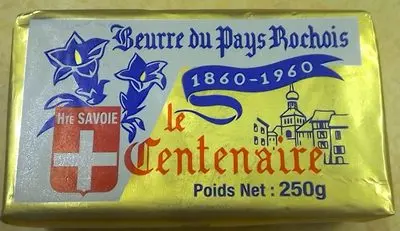 Beurre du Pays Rochois
1860-1960
Hte SAVOIE
le
Centenaire
Poids Net : 250g